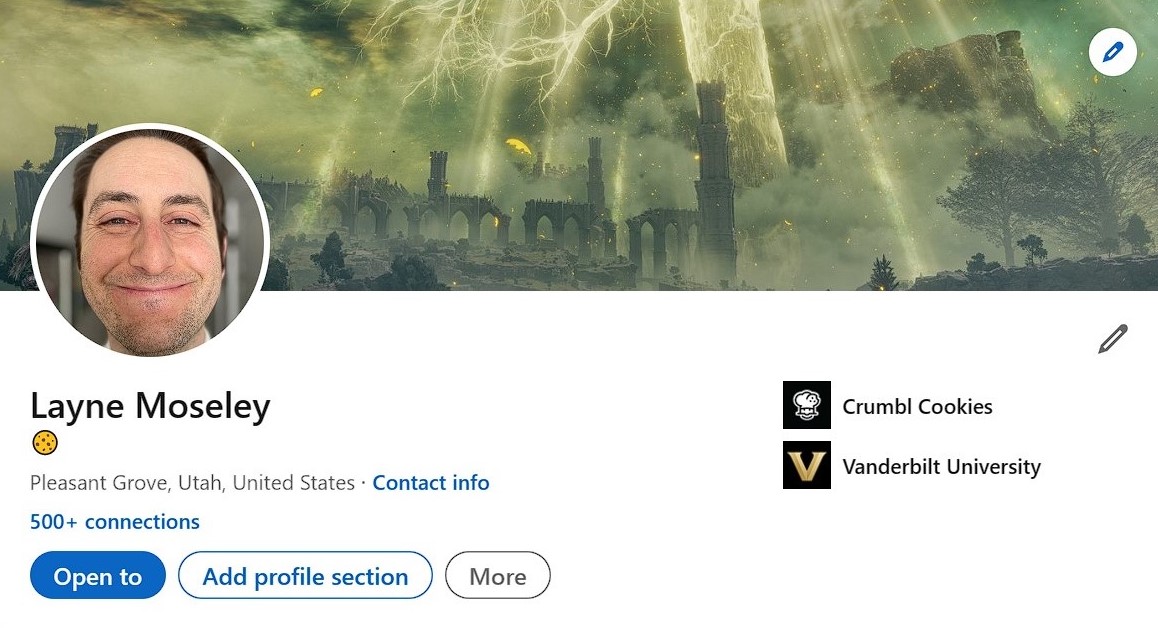 Layne Moseley
🍪
Pleasant Grove, Utah, United States · Contact info
500+ connections
Open to
Add profile section
More
Crumbl Cookies
V
Vanderbilt University